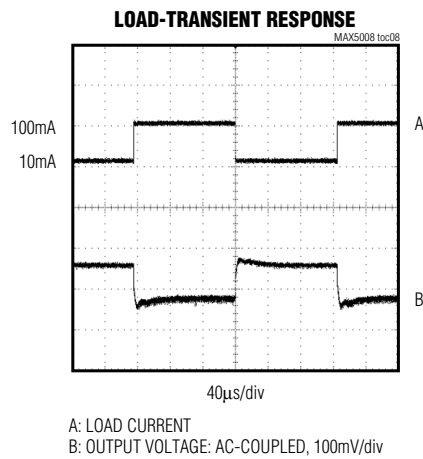 LOAD-TRANSIENT RESPONSE
MAX5008 toc08
100mA
A
10mA
B
40µs/div
A: LOAD CURRENT
B: OUTPUT VOLTAGE: AC-COUPLED, 100mV/div